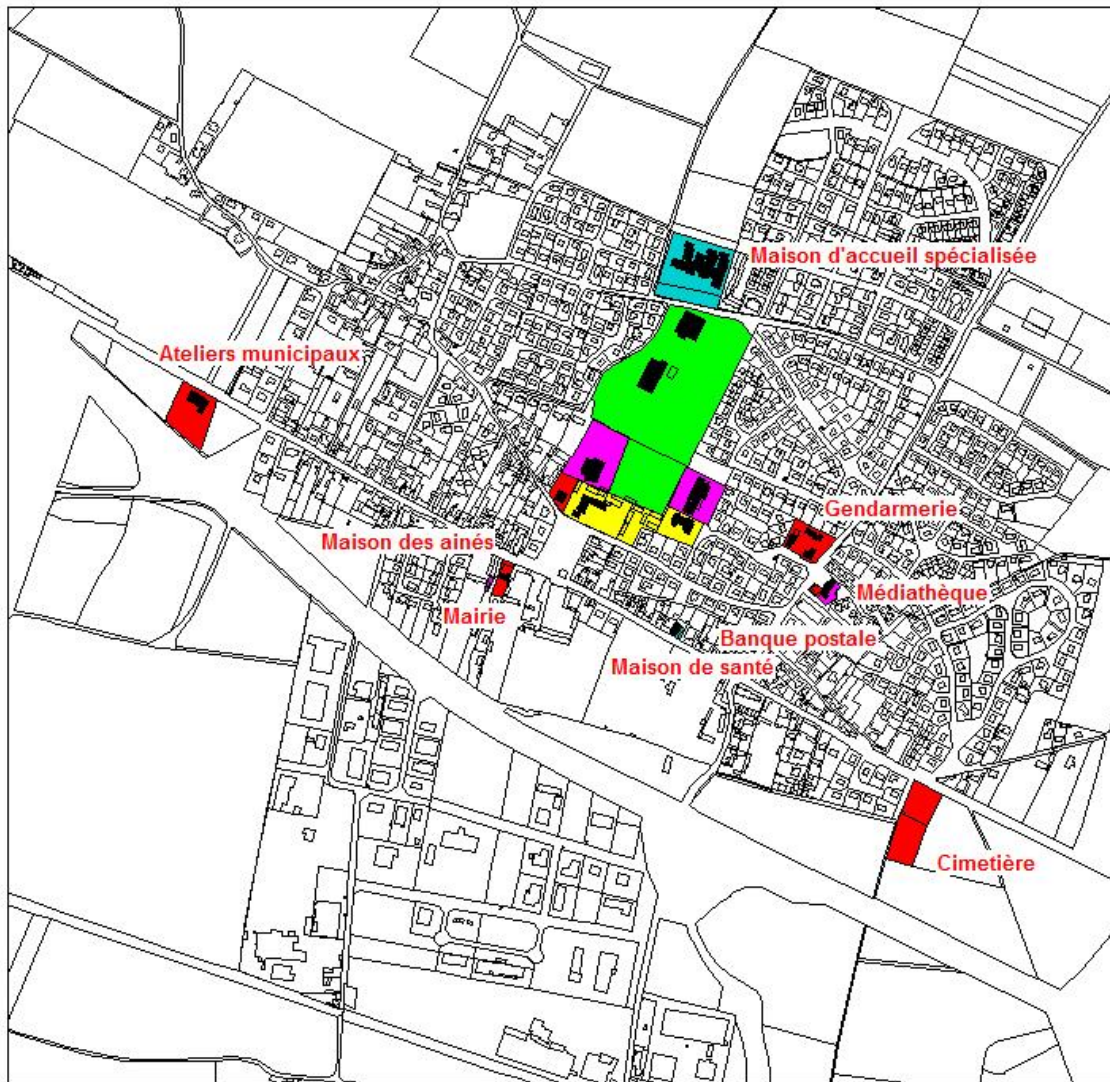 Maison d'accueil spécialisée
Ateliers municipaux
Gendarmerie
Maison des ainés
Médiathèque
Mairie
Banque postale
Maison de santé
Cimetière